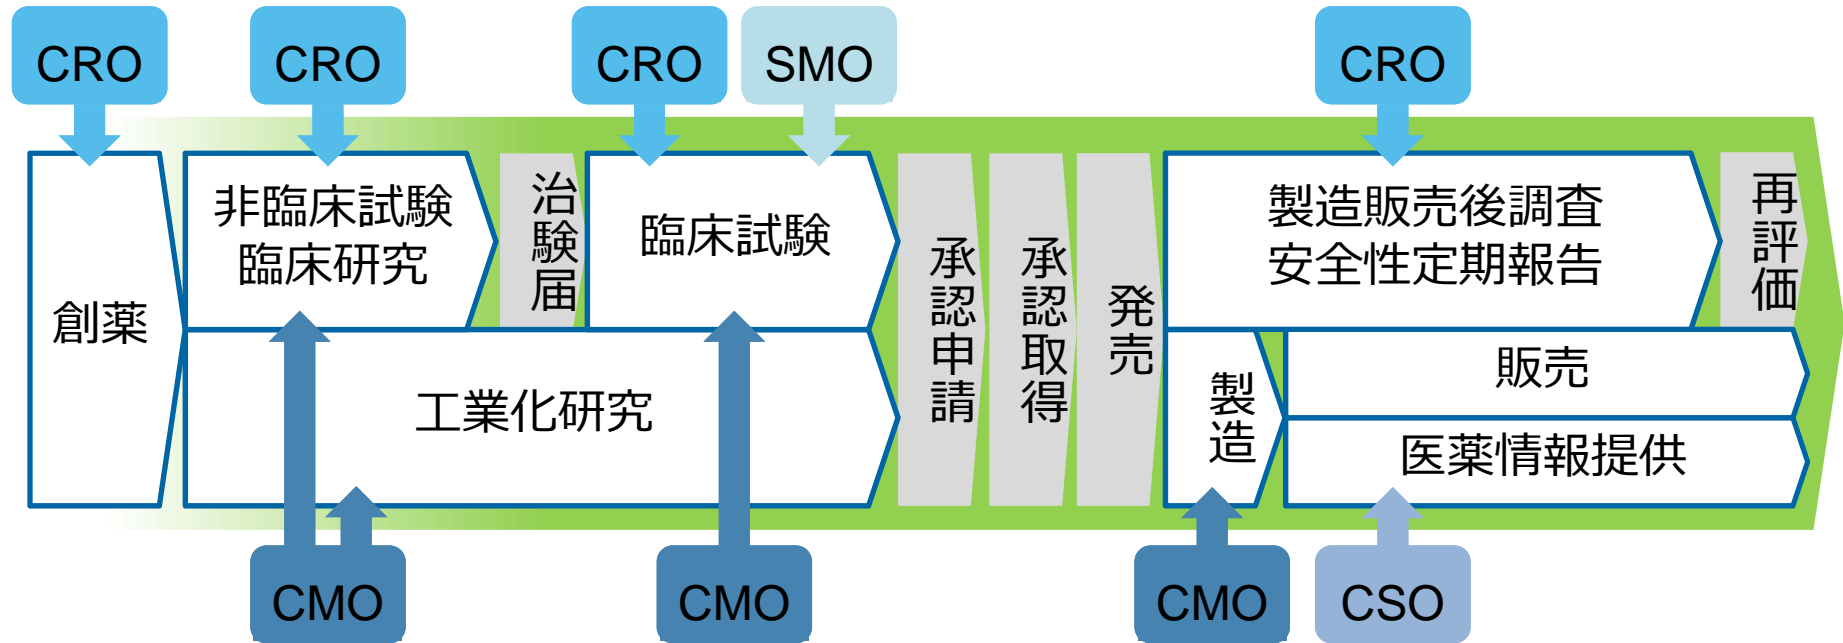 CRO
CRO
CRO
SMO
CRO
創薬
非臨床試験
臨床研究
治験届
臨床試験
工業化研究
承認申請
承認取得
発売
製造販売後調査
安全性定期報告
再評価
製造
販売
医薬情報提供
CMO
CMO
CMO
CSO